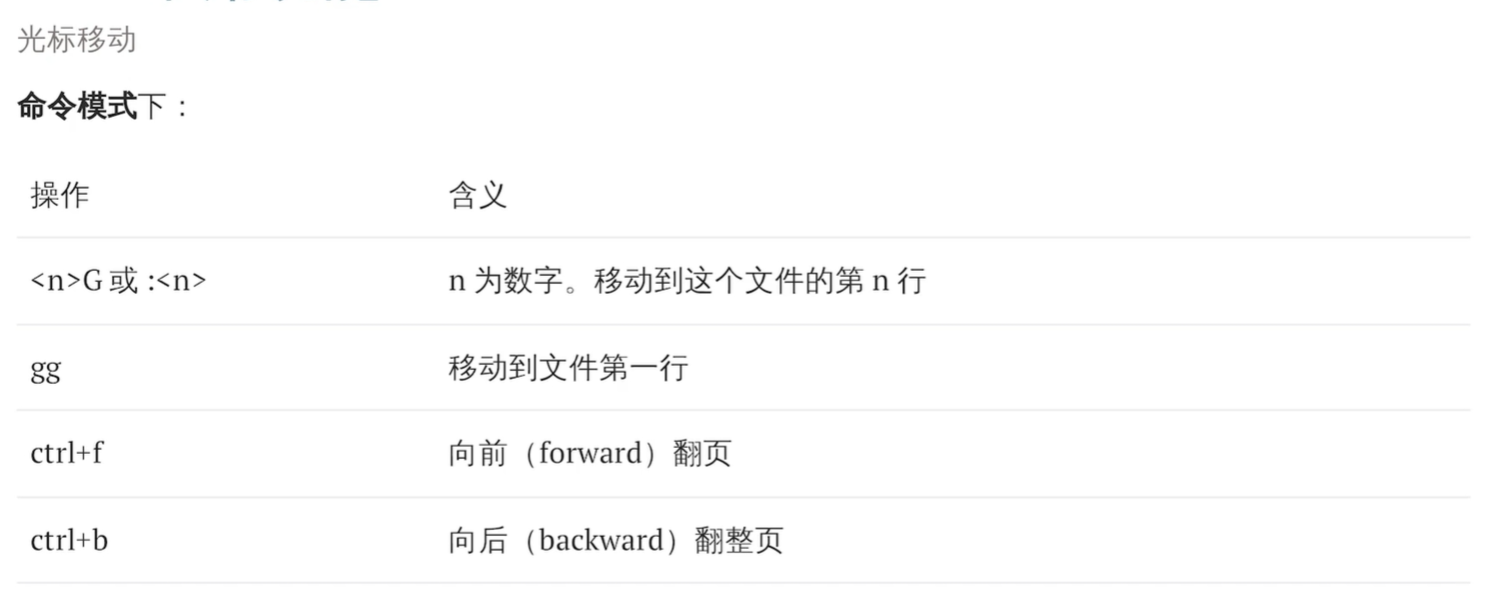 光标移动
命令模式下：
操作 含义
<n>G 或 :<n> n 为数字。移动到这个文件的第 n 行
gg 移动到文件第一行
ctrl+f 向前（forward）翻页
ctrl+b 向后（backward）翻整页